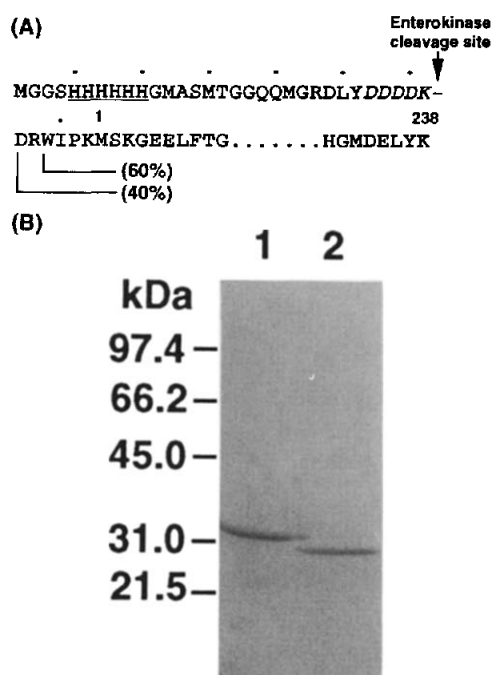 (A)
Enterokinase
cleavage site
MGGSHHHHHHGMASMTGGQQMGRDLYDDDDK–
1 238
DRWIPKMSKGEELFTG.......HGMDELYK
(60%)
(40%)
(B)
1 2
kDa
97.4
66.2
45.0
31.0
21.5